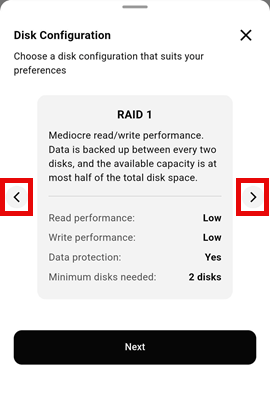 Disk Configuration
Choose a disk configuration that suits your
preferences
RAID 1
Mediocre read/write performance.
Data is backed up between every two
disks, and the available capacity is at
most half of the total disk space.
Read performance: Low
Write performance: Low
Data protection: Yes
Minimum disks needed: 2 disks
Next